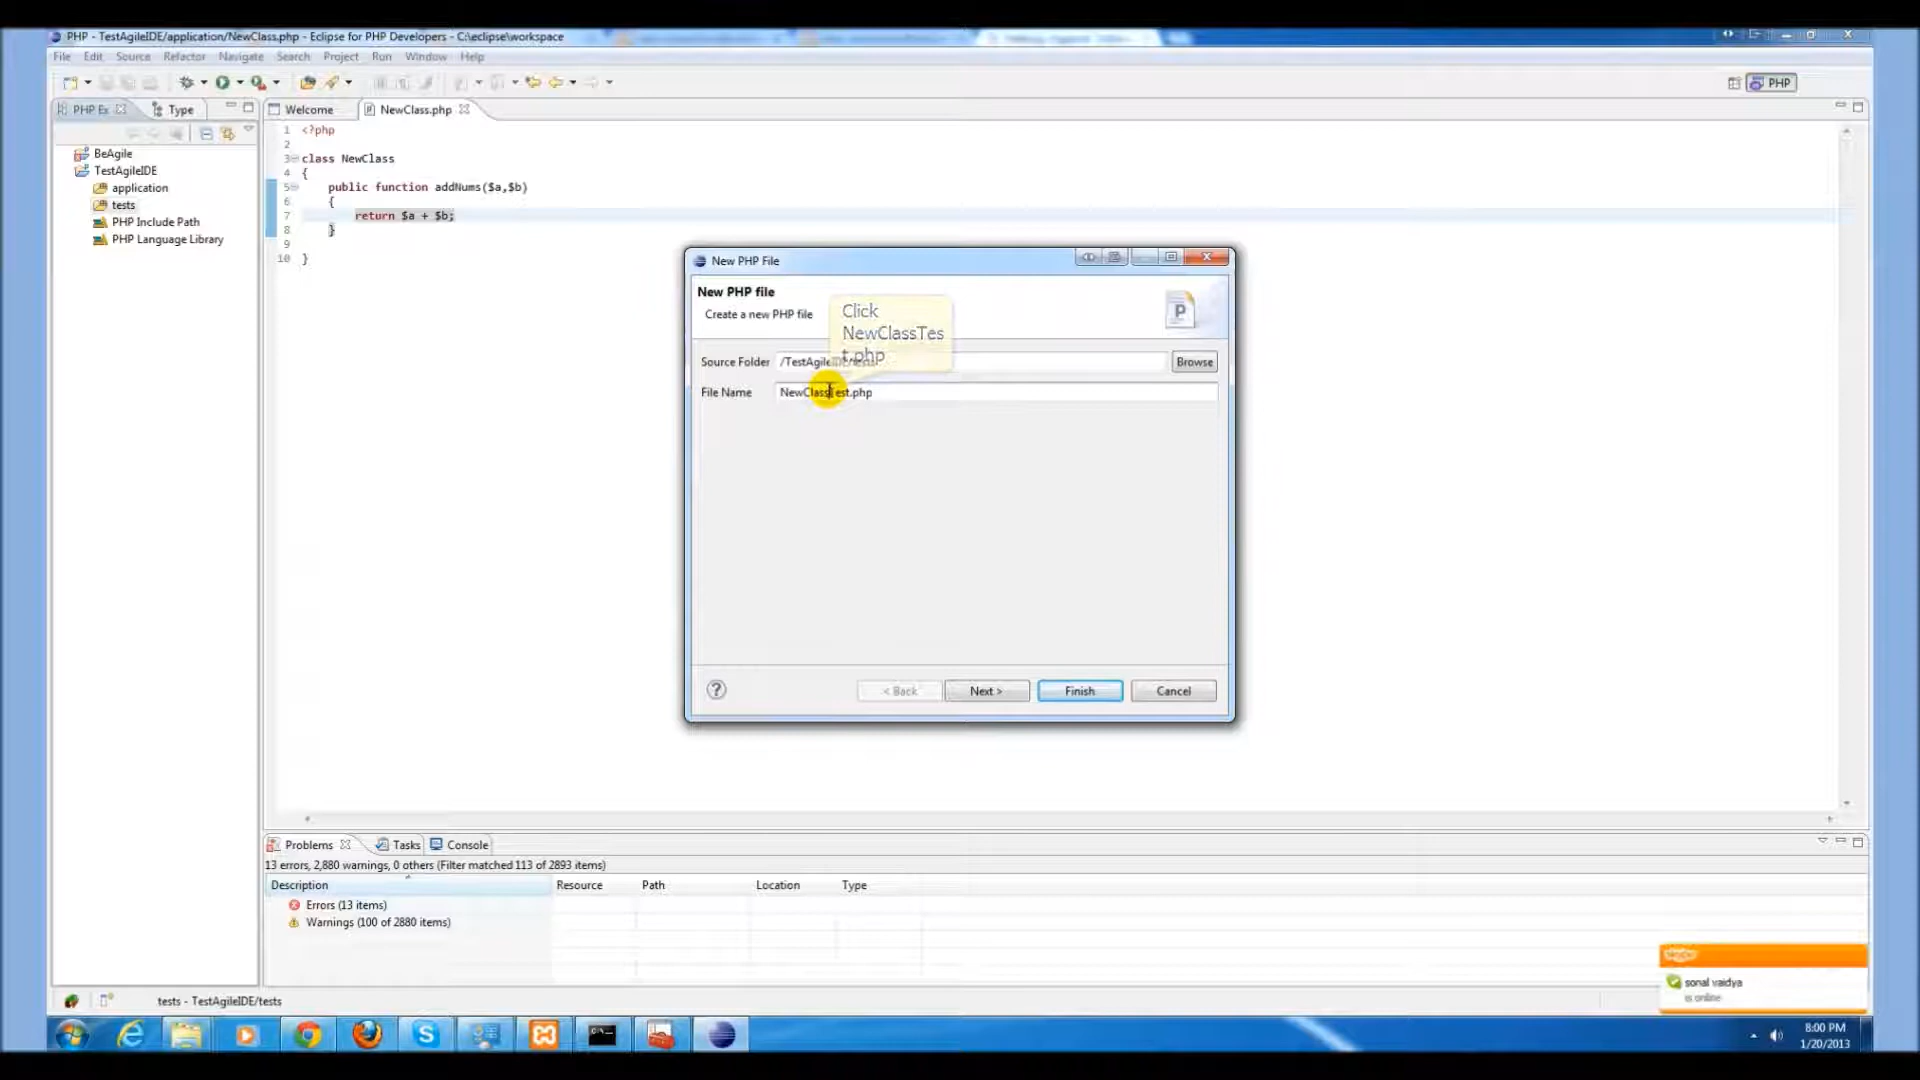 PHP - TestAgileIDE/application/NewClass.php - Eclipse for PHP Developers - C:\eclipse\workspace
File Edit Source Refactor Navigate Search Project Run Window Help
PHP
PHP Ex Type Welcome NewClass.php
1 <?php
2
BeAgile
3 class NewClass
TestAgileIDE
4 {
application
5 public function addNums($a,$b)
tests
6 {
7 return $a + $b;
PHP Include Path
8 }
PHP Language Library
9
10 }
New PHP File
New PHP file
Create a new PHP file
P
Click
NewClassTes
t.php
Source Folder /TestAgile
Browse
File Name NewClassTest.php
?
< Back Next > Finish Cancel
Problems Tasks Console
13 errors, 2,880 warnings, 0 others (Filter matched 113 of 2893 items)
Description Resource Path Location Type
Errors (13 items)
Warnings (100 of 2880 items)
sonal vaidya
is online
tests - TestAgileIDE/tests
8:00 PM
1/20/2013